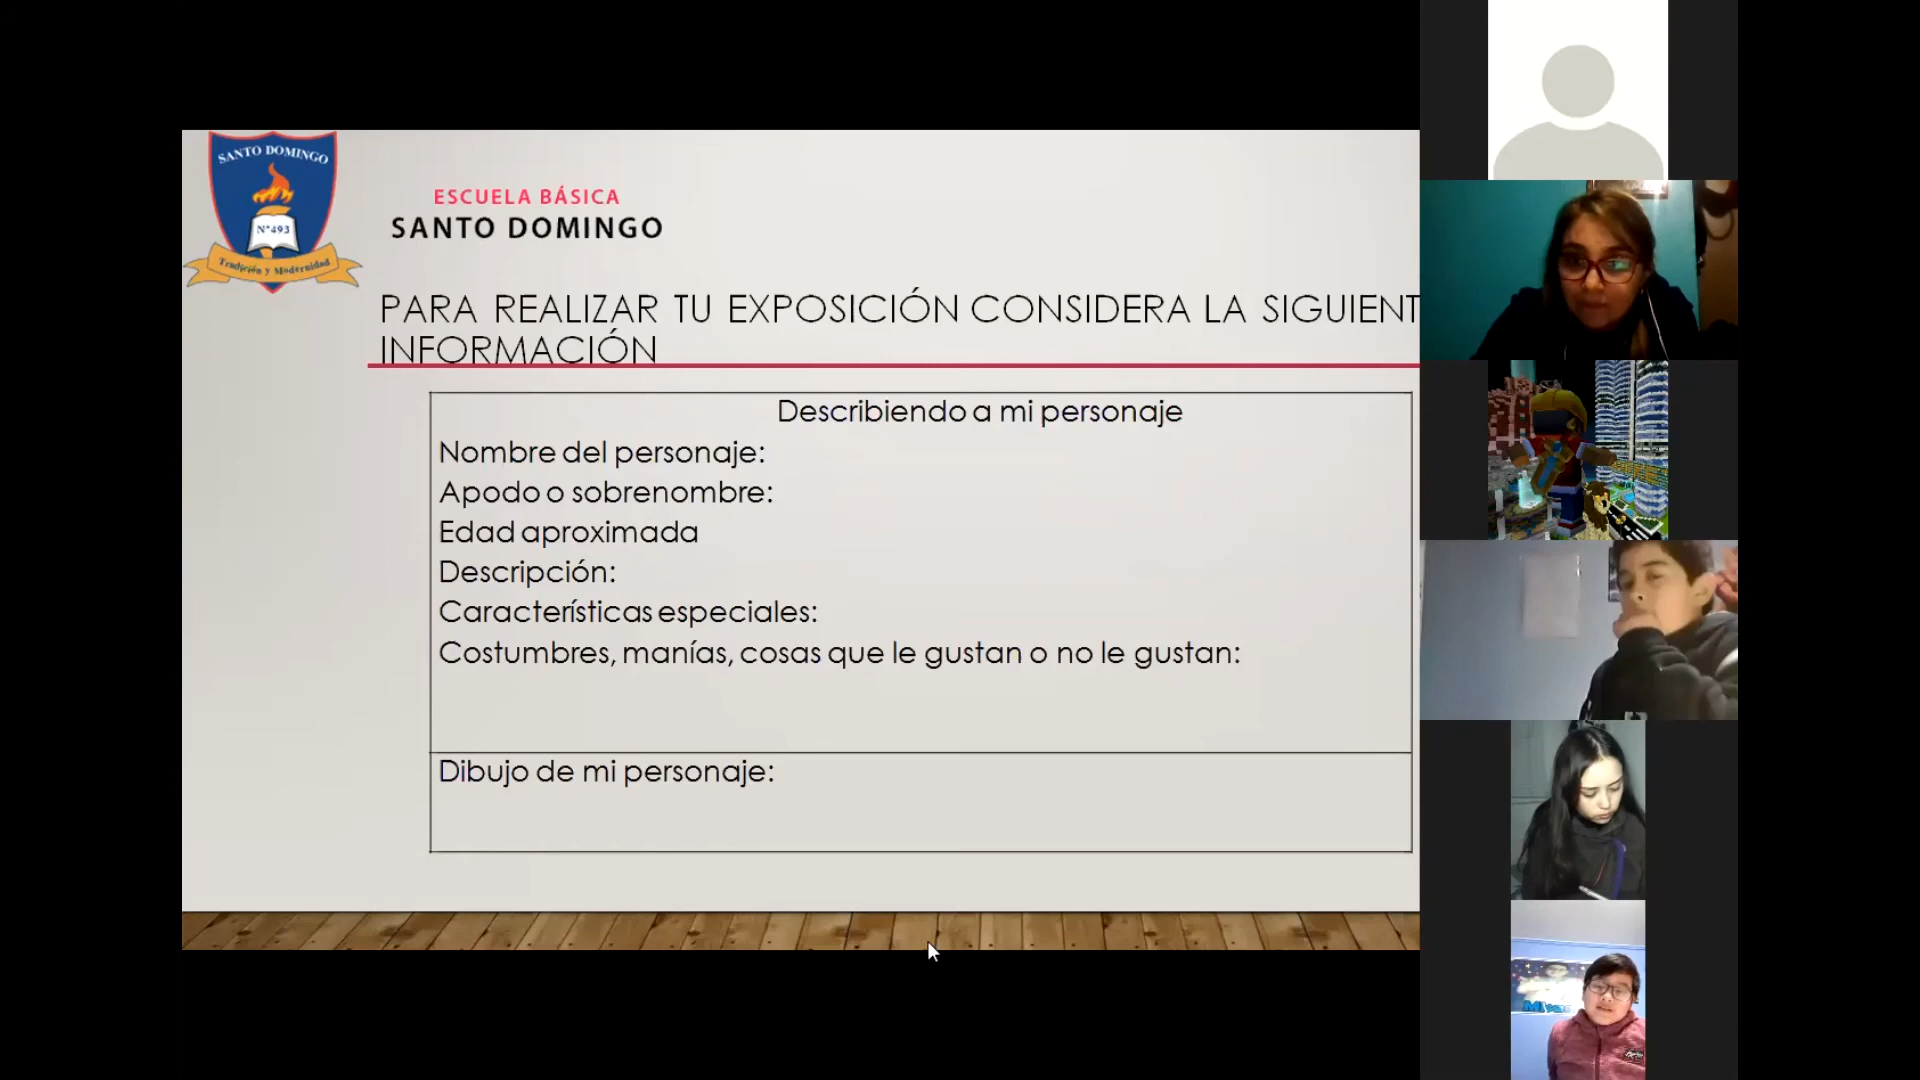 SANTO DOMINGO
N°493
Tradición y Modernidad
ESCUELA BÁSICA
SANTO DOMINGO
PARA REALIZAR TU EXPOSICIÓN CONSIDERA LA SIGUIENT
INFORMACIÓN
Describiendo a mi personaje
Nombre del personaje:
Apodo o sobrenombre:
Edad aproximada
Descripción:
Características especiales:
Costumbres, manías, cosas que le gustan o no le gustan:
Dibujo de mi personaje: